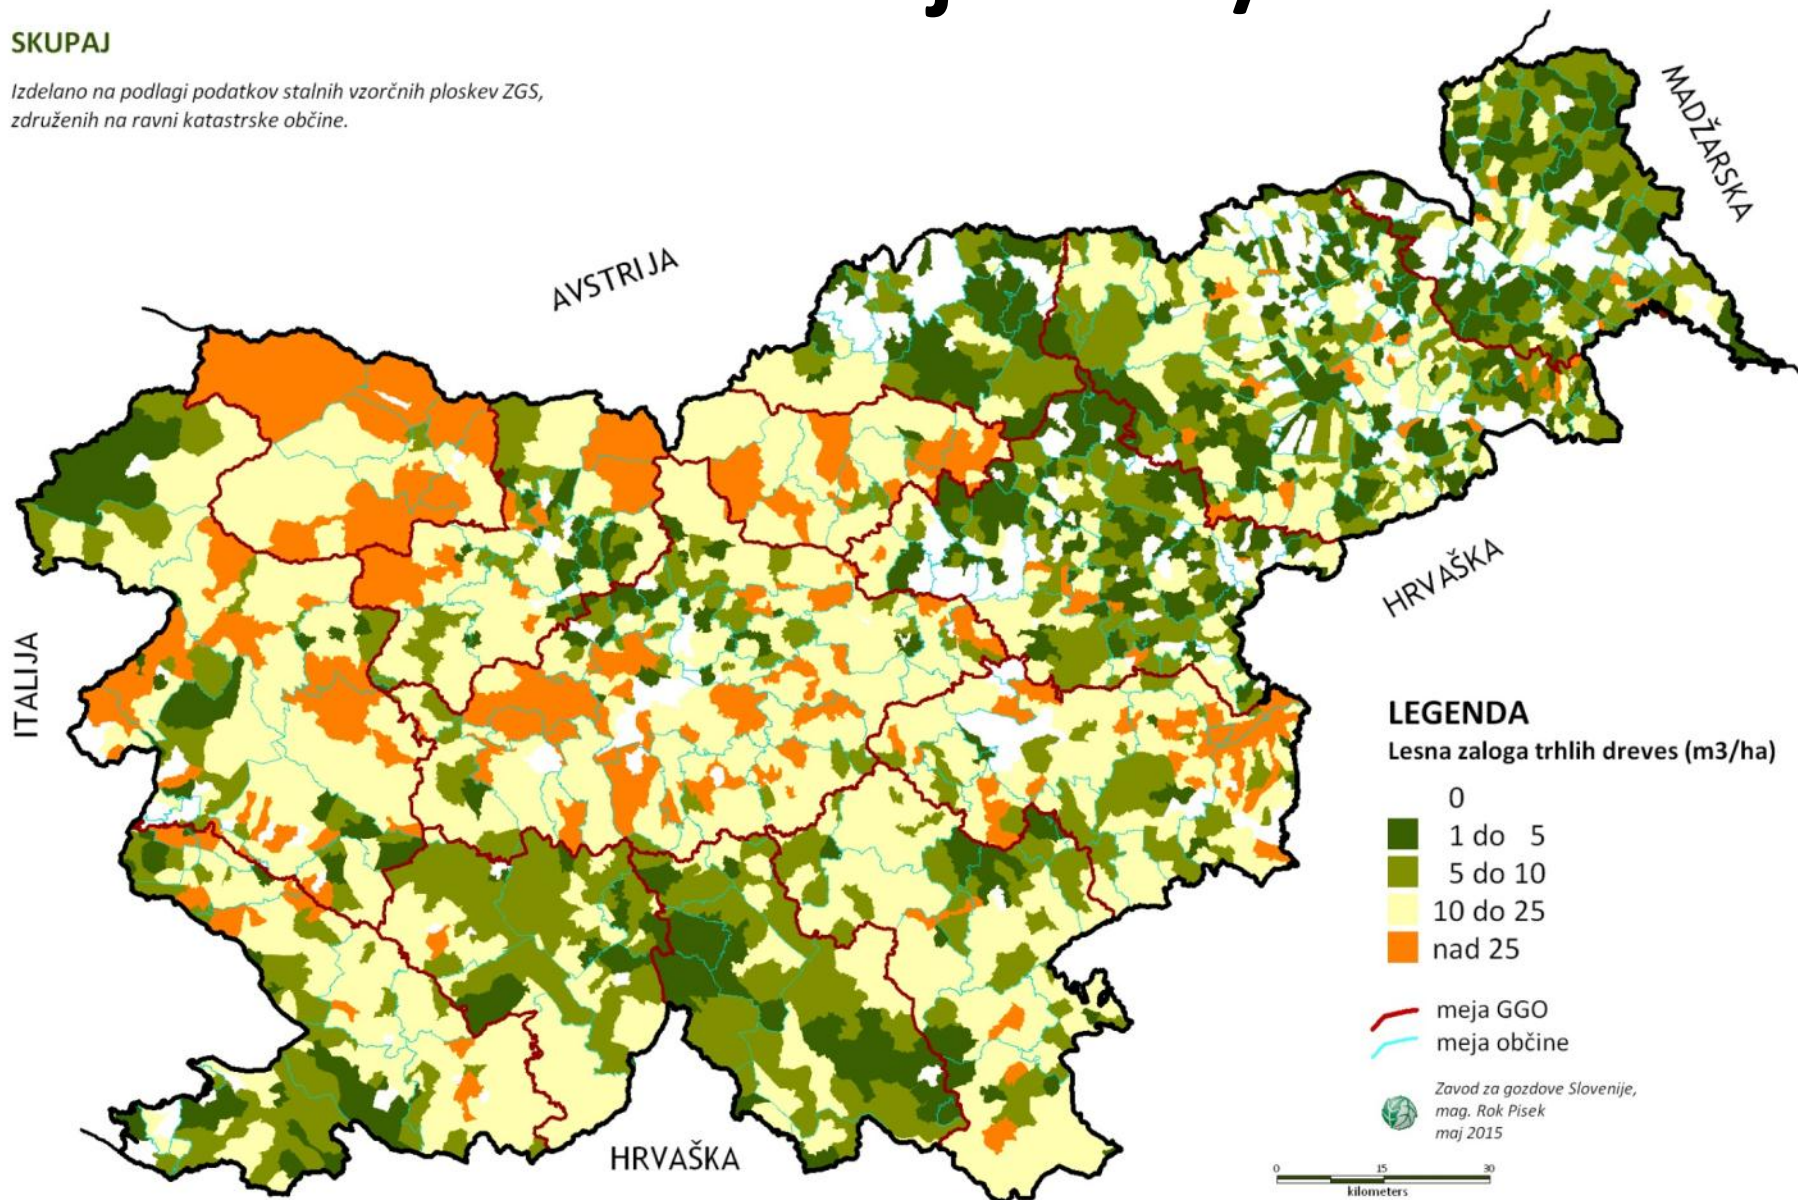 SKUPAJ
Izdelano na podlagi podatkov stalnih vzorčnih ploskev ZGS,
združenih na ravni katastrske občine.
AVSTRIJA
MADŽARSKA
ITALIJA
HRVAŠKA
HRVAŠKA
LEGENDA
Lesna zaloga trhlih dreves (m3/ha)
0
1 do 5
5 do 10
10 do 25
nad 25
meja GGO
meja občine
Zavod za gozdove Slovenije,
mag. Rok Pisek
maj 2015
0 15 30
kilometers